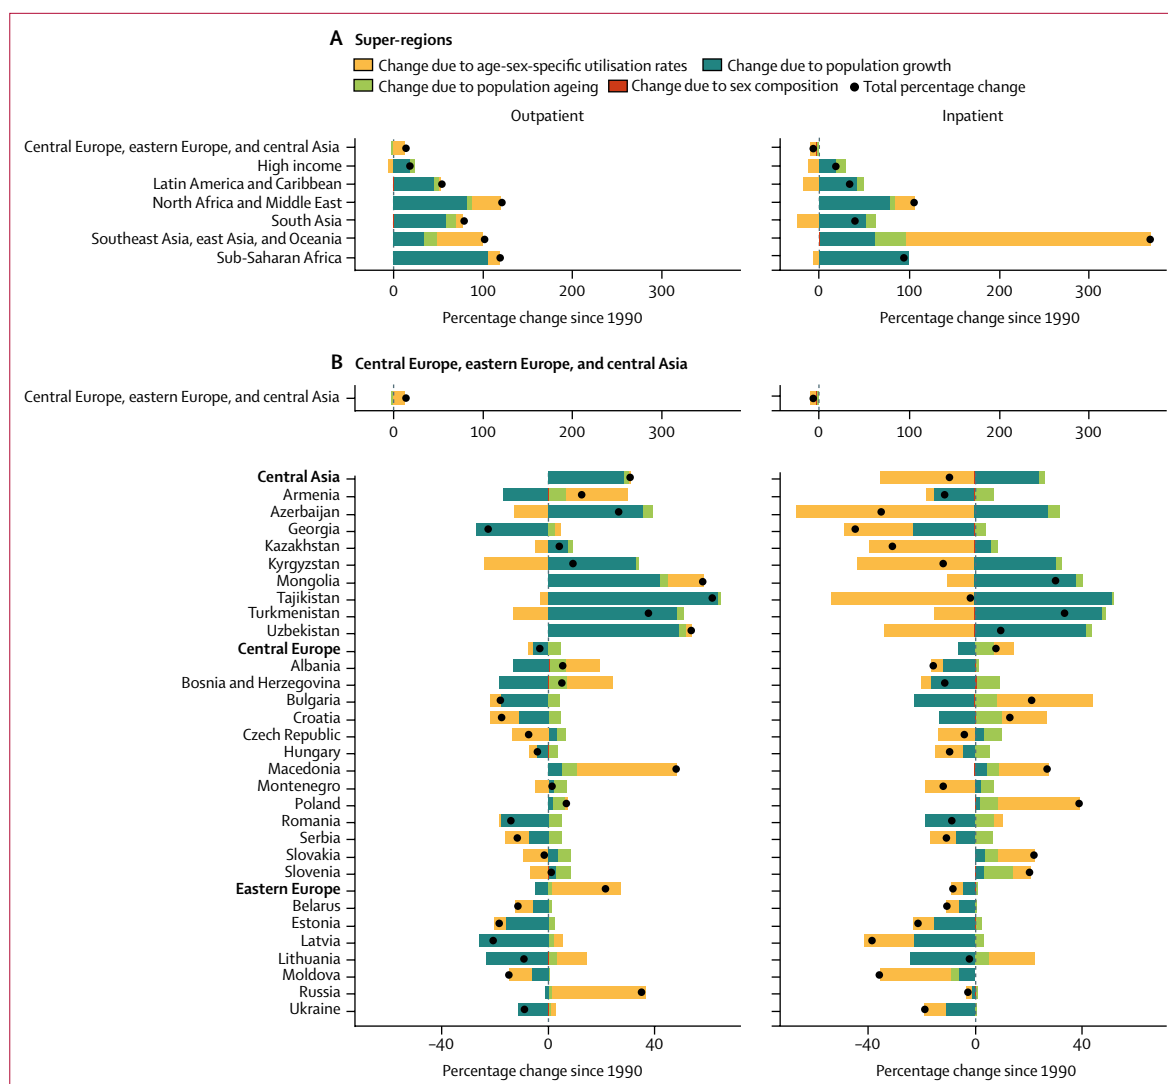 A Super-regions
Change due to age-sex-specific utilisation rates Change due to population growth
Change due to population ageing Change due to sex composition Total percentage change
Outpatient Inpatient
Central Europe, eastern Europe, and central Asia
High income
Latin America and Caribbean
North Africa and Middle East
South Asia
Southeast Asia, east Asia, and Oceania
Sub-Saharan Africa
0 100 200 300 0 100 200 300
Percentage change since 1990 Percentage change since 1990
B Central Europe, eastern Europe, and central Asia
Central Europe, eastern Europe, and central Asia
0 100 200 300 0 100 200 300
Central Asia
Armenia
Azerbaijan
Georgia
Kazakhstan
Kyrgyzstan
Mongolia
Tajikistan
Turkmenistan
Uzbekistan
Central Europe
Albania
Bosnia and Herzegovina
Bulgaria
Croatia
Czech Republic
Hungary
Macedonia
Montenegro
Poland
Romania
Serbia
Slovakia
Slovenia
Eastern Europe
Belarus
Estonia
Latvia
Lithuania
Moldova
Russia
Ukraine
–40 0 40 –40 0 40
Percentage change since 1990 Percentage change since 1990